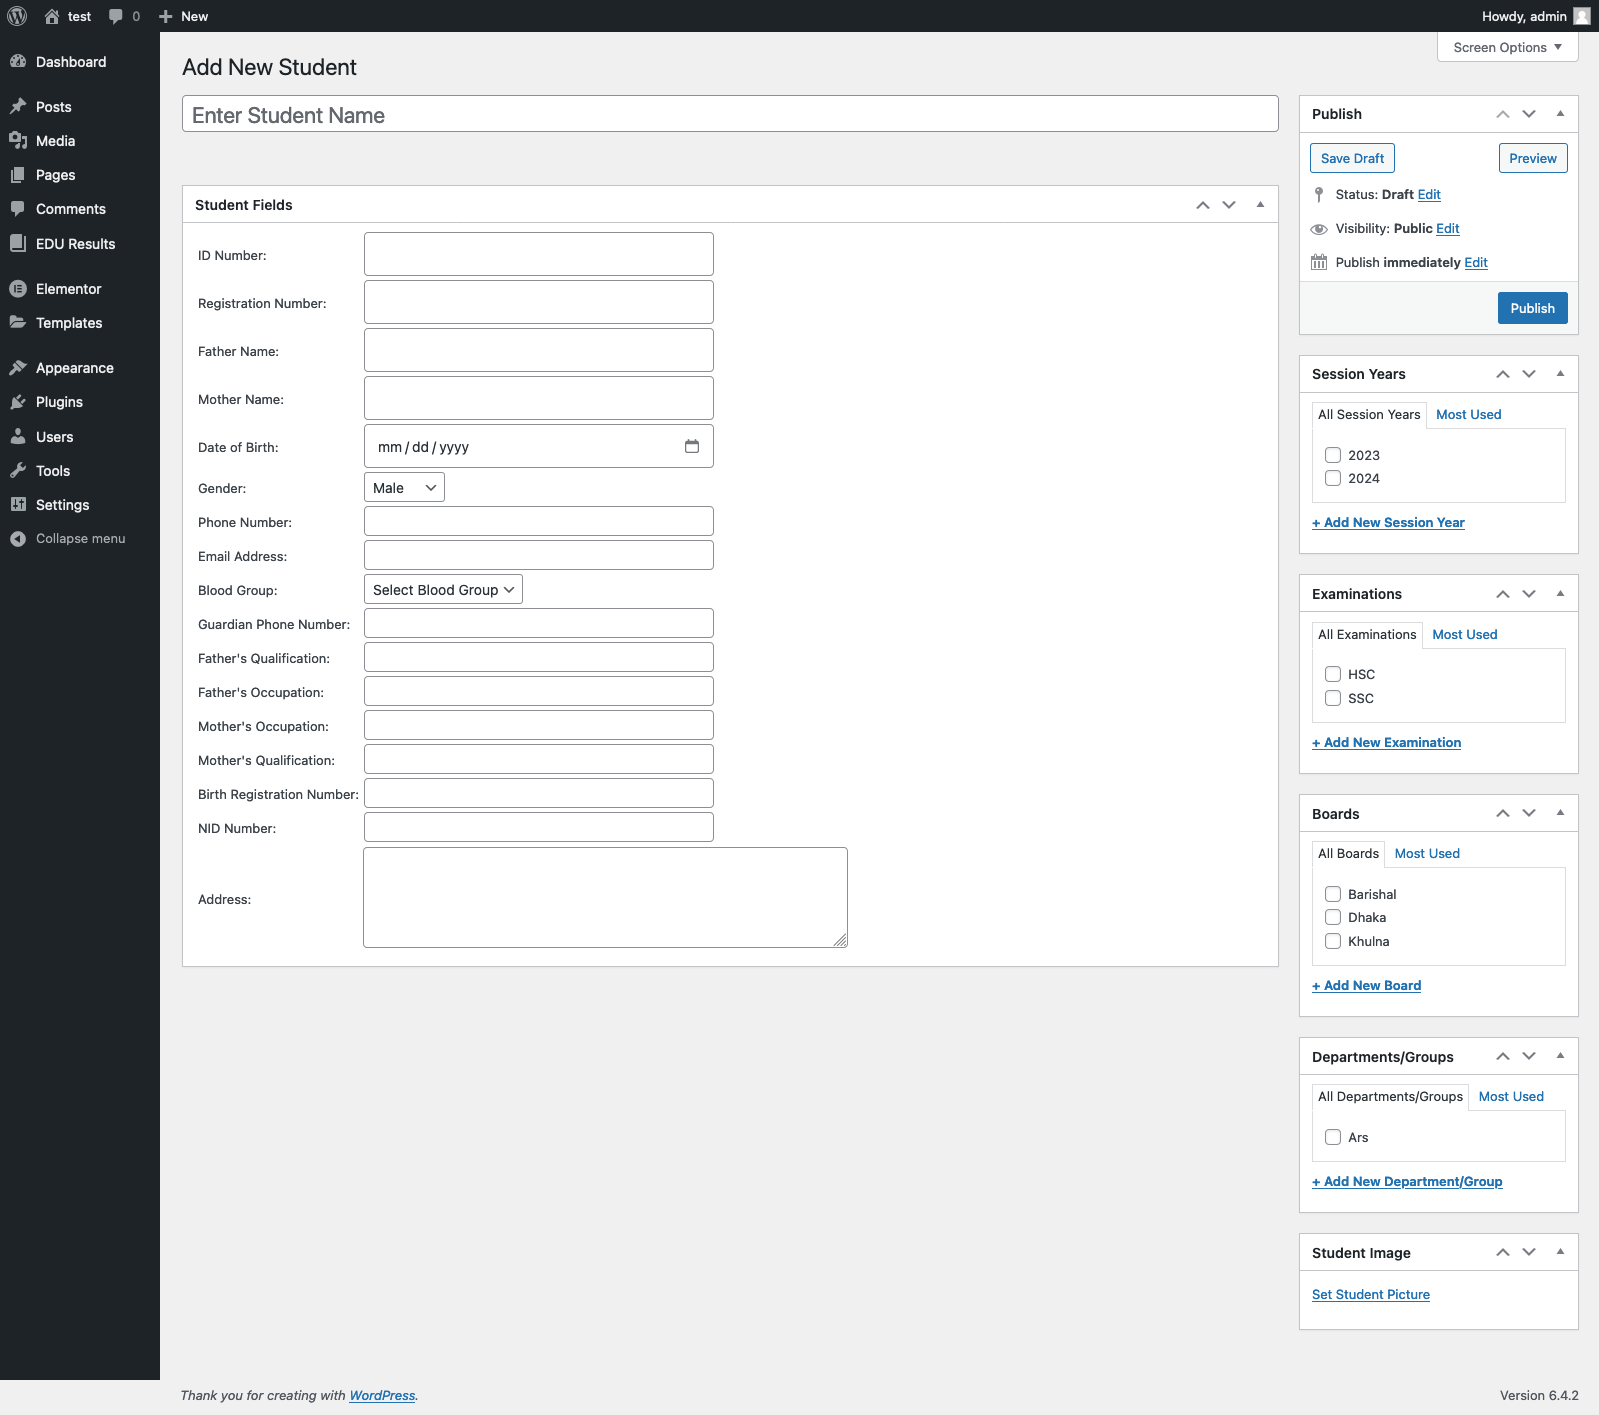 test 0 New Howdy, admin
Screen Options
Dashboard
Posts
Media
Pages
Comments
EDU Results
Elementor
Templates
Appearance
Plugins
Users
Tools
Settings
Collapse menu
Add New Student
Enter Student Name
Student Fields
ID Number:
Registration Number:
Father Name:
Mother Name:
Date of Birth: mm/dd/yyyy
Gender: Male
Phone Number:
Email Address:
Blood Group: Select Blood Group
Guardian Phone Number:
Father's Qualification:
Father's Occupation:
Mother's Occupation:
Mother's Qualification:
Birth Registration Number:
NID Number:
Address:
Publish
Save Draft Preview
Status: Draft Edit
Visibility: Public Edit
Publish immediately Edit
Publish
Session Years
All Session Years Most Used
2023
2024
+ Add New Session Year
Examinations
All Examinations Most Used
HSC
SSC
+ Add New Examination
Boards
All Boards Most Used
Barishal
Dhaka
Khulna
+ Add New Board
Departments/Groups
All Departments/Groups Most Used
Ars
+ Add New Department/Group
Student Image
Set Student Picture
Thank you for creating with WordPress. Version 6.4.2